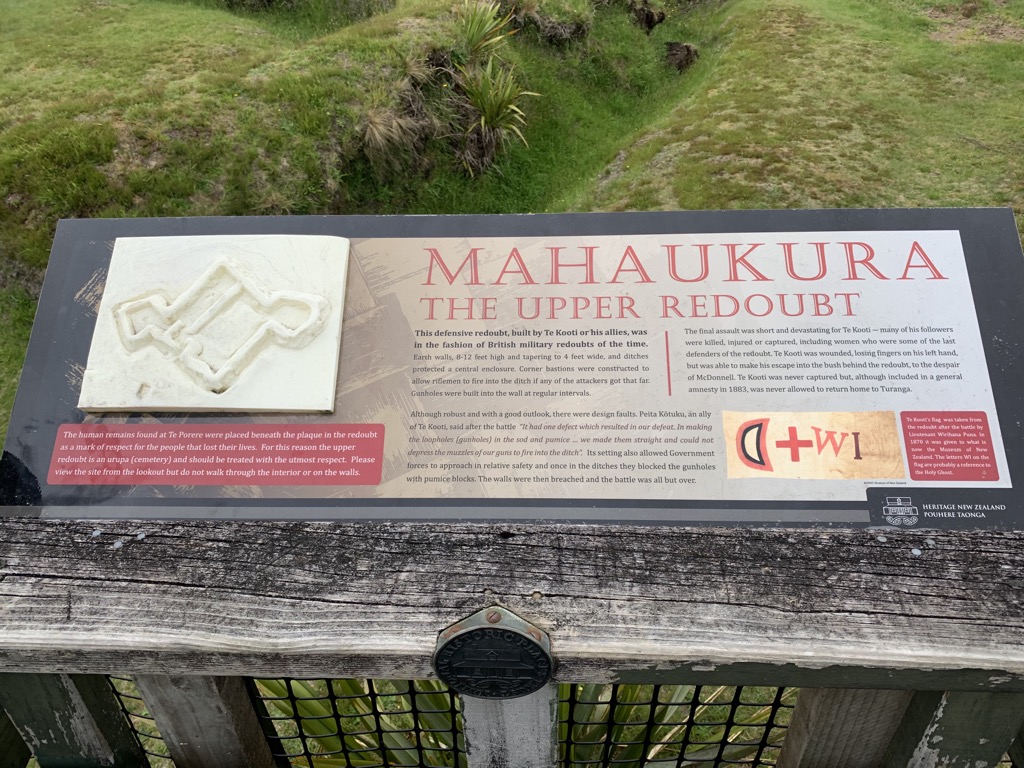 MAHAUKURA
THE UPPER REDOUBT
This defensive redoubt, built by Te Kooti or his allies, was
in the fashion of British military redoubts of the time.
Earth walls, 8-12 feet high and tapering to 4 feet wide, and ditches
protected a central enclosure. Corner bastions were constructed to
allow riflemen to fire into the ditch if any of the attackers got that far.
Gunholes were built into the wall at regular intervals.
Although robust and with a good outlook, there were design faults. Peita Kōtuku, an ally
of Te Kooti, said after the battle "It had one defect which resulted in our defeat. In making
the loopholes [gunholes] in the sod and pumice ... we made them straight and could not
depress the muzzles of our guns to fire into the ditch". Its setting also allowed Government
forces to approach in relative safety and once in the ditches they blocked the gunholes
with pumice blocks. The walls were then breached and the battle was all but over.
The final assault was short and devastating for Te Kooti — many of his followers
were killed, injured or captured, including women who were some of the last
defenders of the redoubt. Te Kooti was wounded, losing fingers on his left hand,
but was able to make his escape into the bush behind the redoubt, to the despair
of McDonnell. Te Kooti was never captured but, although included in a general
amnesty in 1883, was never allowed to return home to Turanga.
The human remains found at Te Porere were placed beneath the plaque in the redoubt
as a mark of respect for the people that lost their lives. For this reason the upper
redoubt is an urupa (cemetery) and should be treated with the utmost respect. Please
view the site from the lookout but do not walk through the interior or on the walls.
WI
Te Kooti's flag was taken from
the redoubt after the battle by
Lieutenant Wirihana Puna. In
1870 it was given to what is
now the Museum of New
Zealand. The letters WI on the
flag are probably a reference to
the Holy Ghost.
HERITAGE NEW ZEALAND
POUHERE TAONGA
HISTORIC PLACES